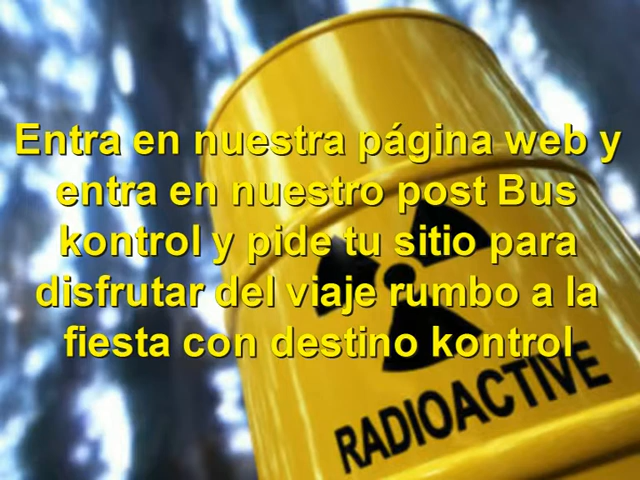 Entra en nuestra página web y
entra en nuestro post Bus
kontrol y pide tu sitio para
disfrutar del viaje rumbo a la
fiesta con destino kontrol
RADIOACTIVE